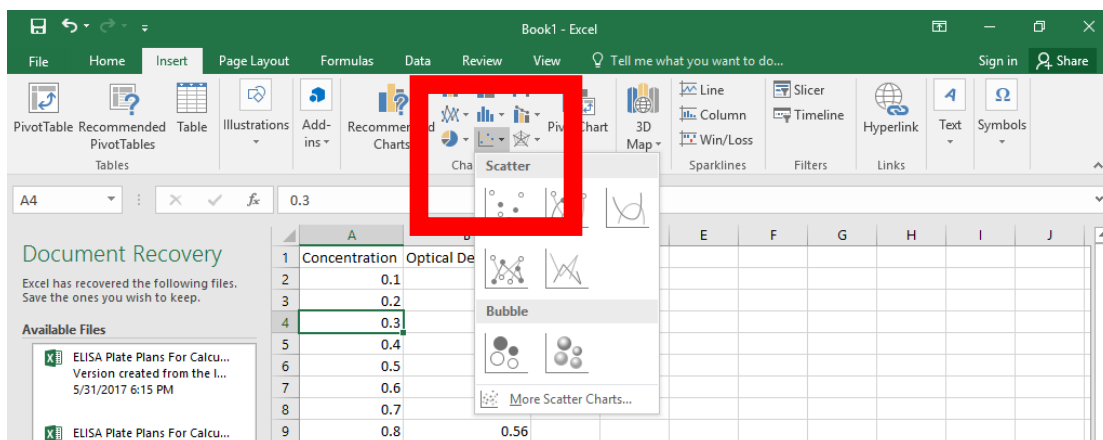 Book1 - Excel
File Home Insert Page Layout Formulas Data Review View Tell me what you want to do... Sign in Share
PivotTable Recommended PivotTables Table Illustrations Add-ins Charts 3D Map Line Column Win/Loss Slicer Timeline Hyperlink Text Symbols
Tables Sparklines Filters Links
A4 fx 0.3
Scatter
Bubble
More Scatter Charts...
Document Recovery
Excel has recovered the following files.
Save the ones you wish to keep.
Available Files
ELISA Plate Plans For Calcu...
Version created from the l...
5/31/2017 6:15 PM
ELISA Plate Plans For Calcu...
A E F G H I J
1 Concentration Optical
2 0.1
3 0.2
4 0.3
5 0.4
6 0.5
7 0.6
8 0.7
9 0.8 0.56